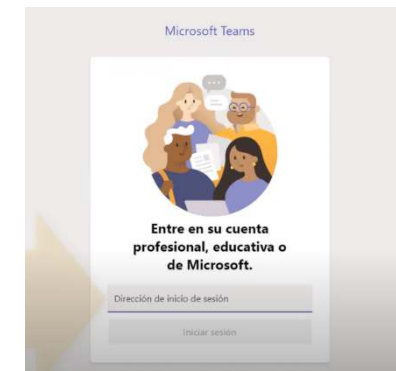 Microsoft Teams
Entre en su cuenta
profesional, educativa o
de Microsoft.
Dirección de inicio de sesión
Iniciar sesión